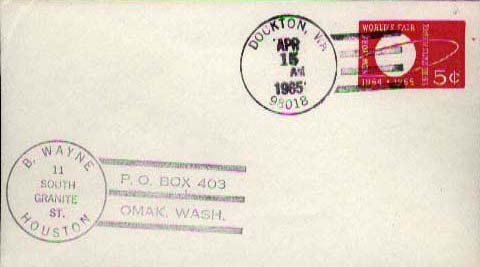 DOCKTON, WA
APR
15
AM
1965
98018
WORLD'S FAIR
1964 • 1965
5¢
B. WAYNE
11
SOUTH
GRANITE
ST.
HOUSTON
P. O. BOX 403
OMAK, WASH.